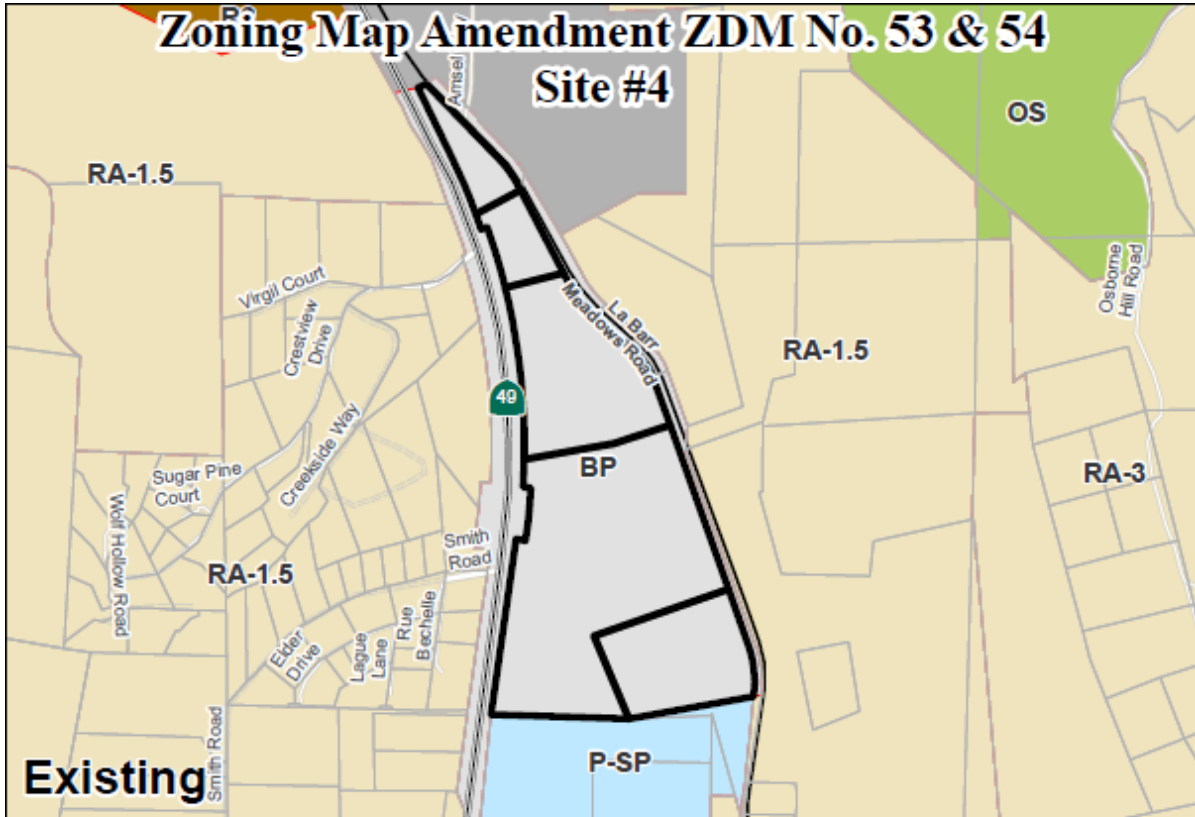 R2
Zoning Map Amendment ZDM No. 53 & 54
Site #4
Amsel
OS
RA-1.5
Virgil Court
Crestview
Drive
La Barr
Meadows Road
Osborne
Hill Road
RA-1.5
49
Creekside Way
BP
Sugar Pine
Court
RA-3
Wolf Hollow Road
Smith
Road
RA-1.5
Rue
Bechelle
Elder
Drive
Lague
Lane
Smith Road
P-SP
Existing